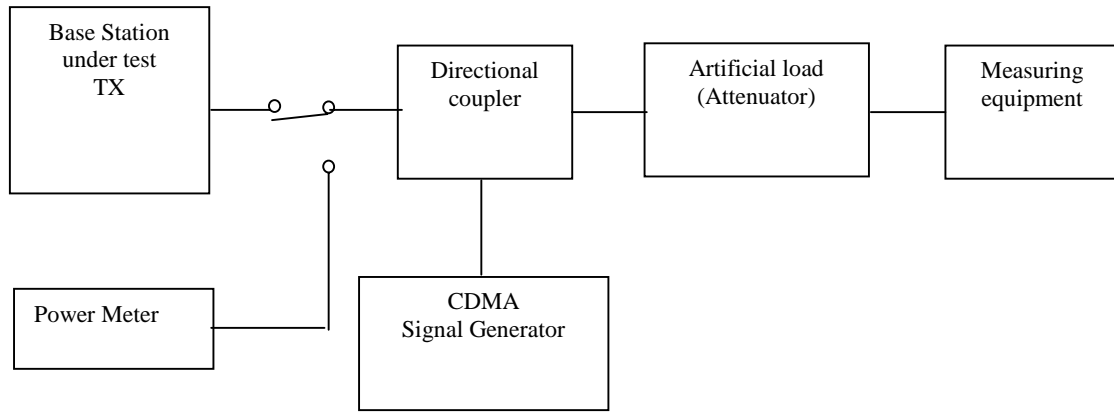 Base Station
under test
TX
Directional
coupler
Artificial load
(Attenuator)
Measuring
equipment
Power Meter
CDMA
Signal Generator